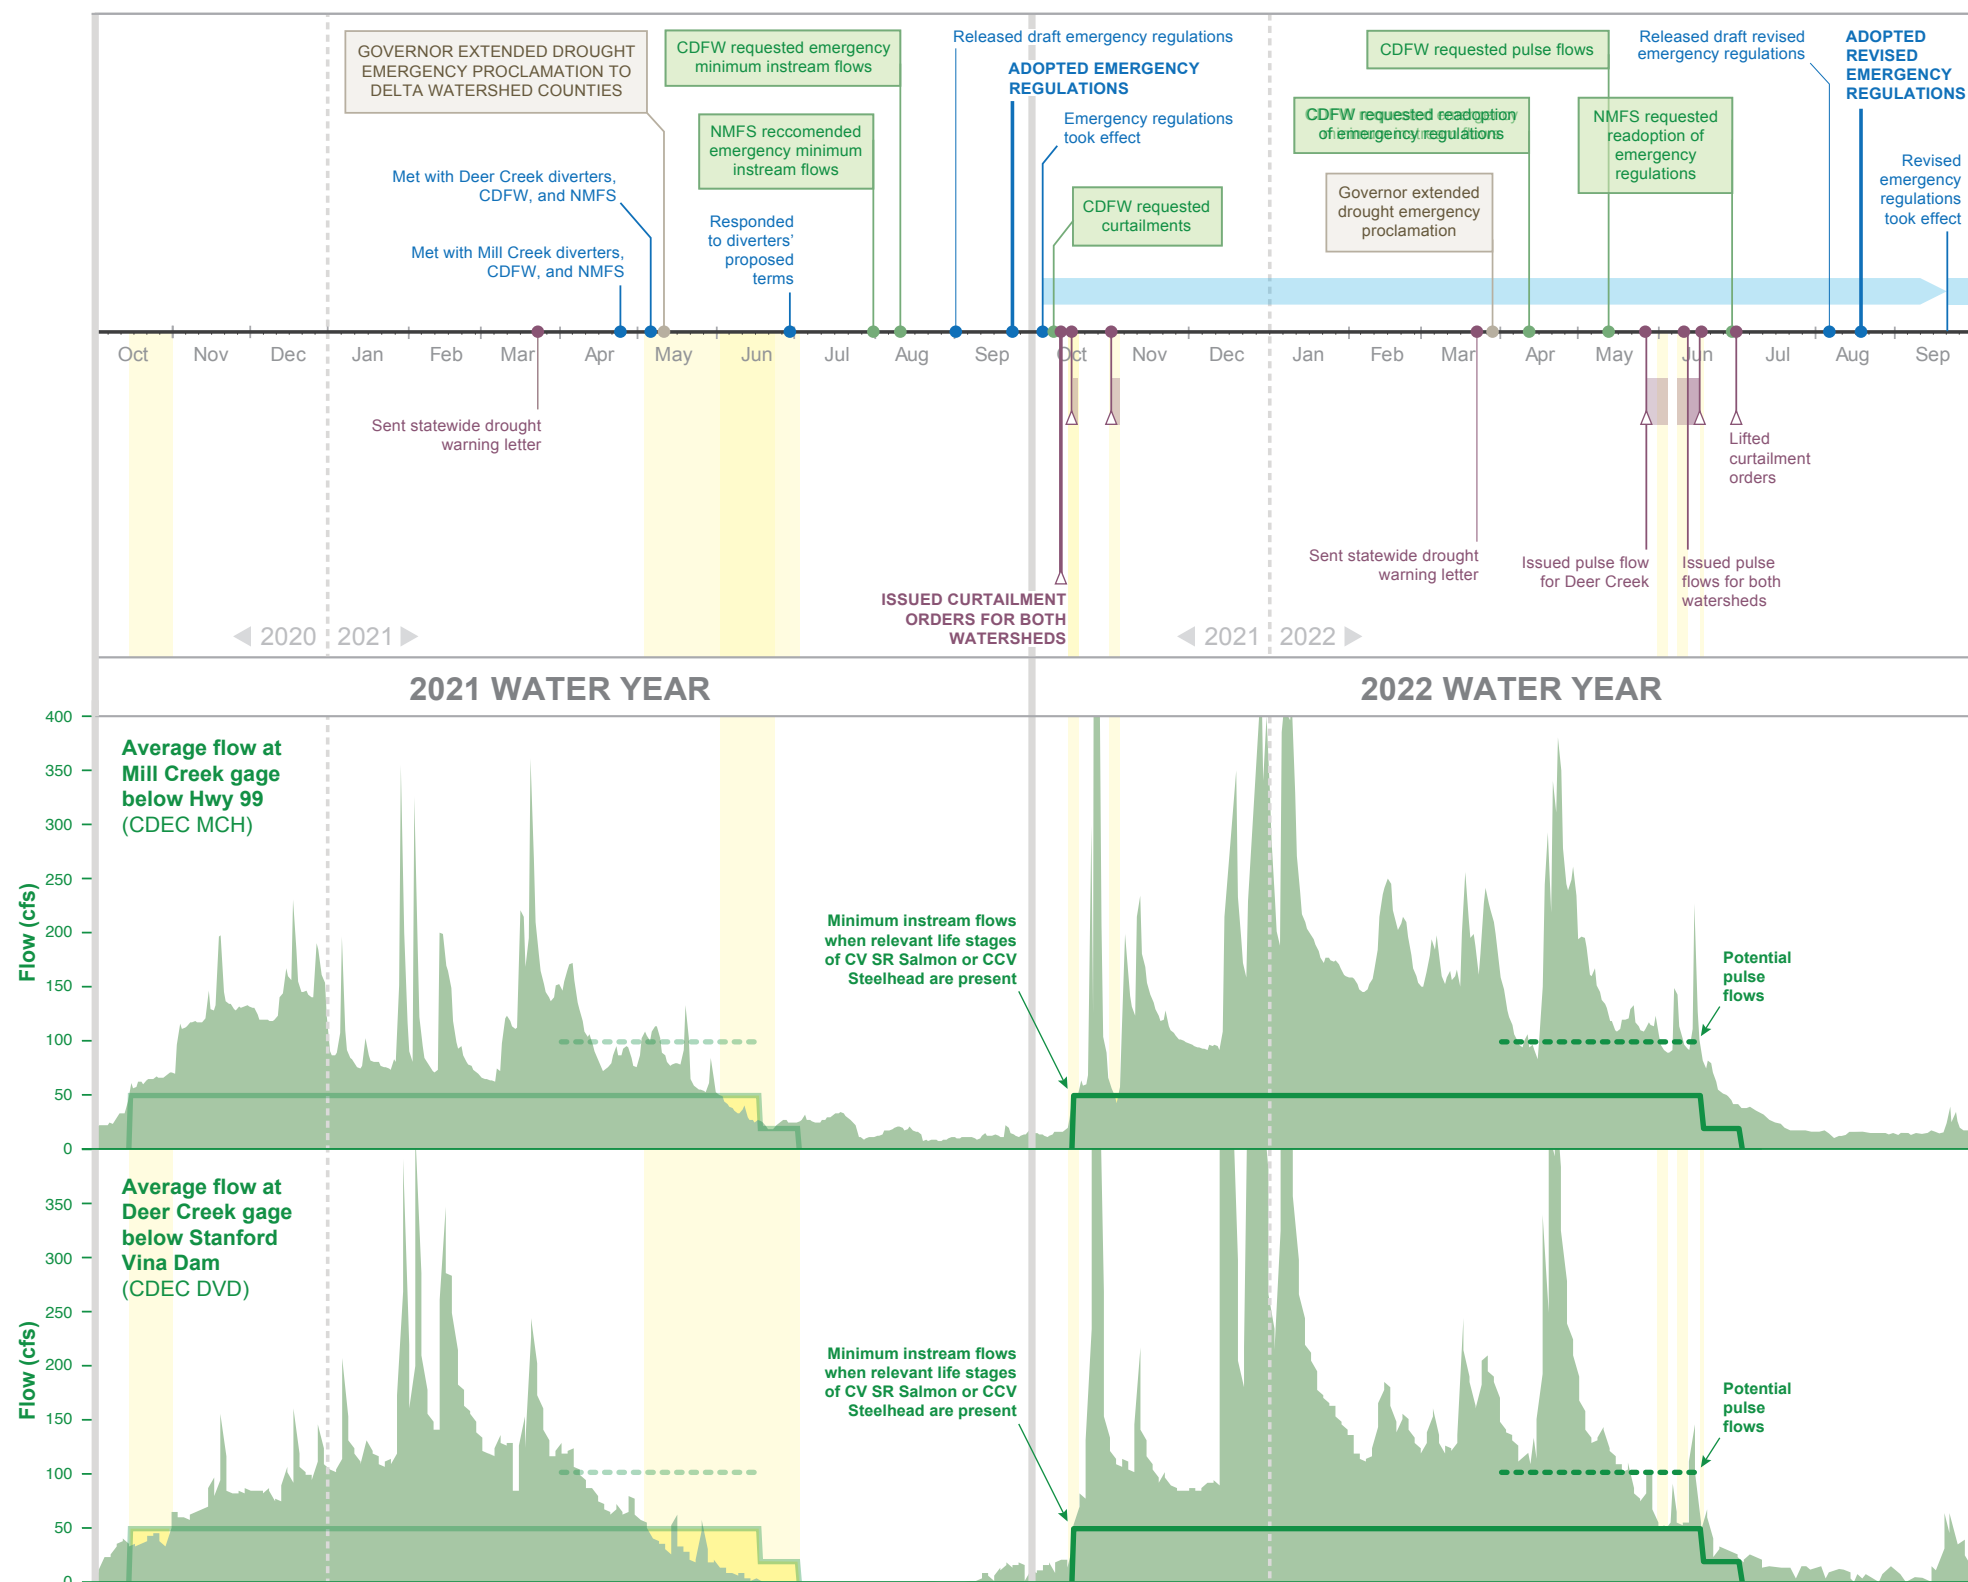 GOVERNOR EXTENDED DROUGHT
EMERGENCY PROCLAMATION TO
DELTA WATERSHED COUNTIES
CDFW requested emergency
minimum instream flows
NMFS reccomended
emergency minimum
instream flows
Met with Deer Creek diverters,
CDFW, and NMFS
Met with Mill Creek diverters,
CDFW, and NMFS
Responded
to diverters'
proposed
terms
Released draft emergency regulations
ADOPTED EMERGENCY
REGULATIONS
Emergency regulations
took effect
CDFW requested
curtailments
CDFW requested pulse flows
CDFW requested readoption
of emergency regulations
Governor extended
drought emergency
proclamation
NMFS requested
readoption of
emergency
regulations
Released draft revised
emergency regulations
ADOPTED
REVISED
EMERGENCY
REGULATIONS
Revised
emergency
regulations
took effect
Oct Nov Dec Jan Feb Mar Apr May Jun Jul Aug Sep Oct Nov Dec Jan Feb Mar Apr May Jun Jul Aug Sep
Sent statewide drought
warning letter
ISSUED CURTAILMENT
ORDERS FOR BOTH
WATERSHEDS
Sent statewide drought
warning letter
Issued pulse flow
for Deer Creek
Issued pulse
flows for both
watersheds
Lifted
curtailment
orders
2020 2021
2021 2022
2021 WATER YEAR
2022 WATER YEAR
400
350
300
250
200
150
100
50
0
Flow (cfs)
Average flow at
Mill Creek gage
below Hwy 99
(CDEC MCH)
Minimum instream flows
when relevant life stages
of CV SR Salmon or CCV
Steelhead are present
Potential
pulse
flows
350
300
250
200
150
100
50
0
Flow (cfs)
Average flow at
Deer Creek gage
below Stanford
Vina Dam
(CDEC DVD)
Minimum instream flows
when relevant life stages
of CV SR Salmon or CCV
Steelhead are present
Potential
pulse
flows